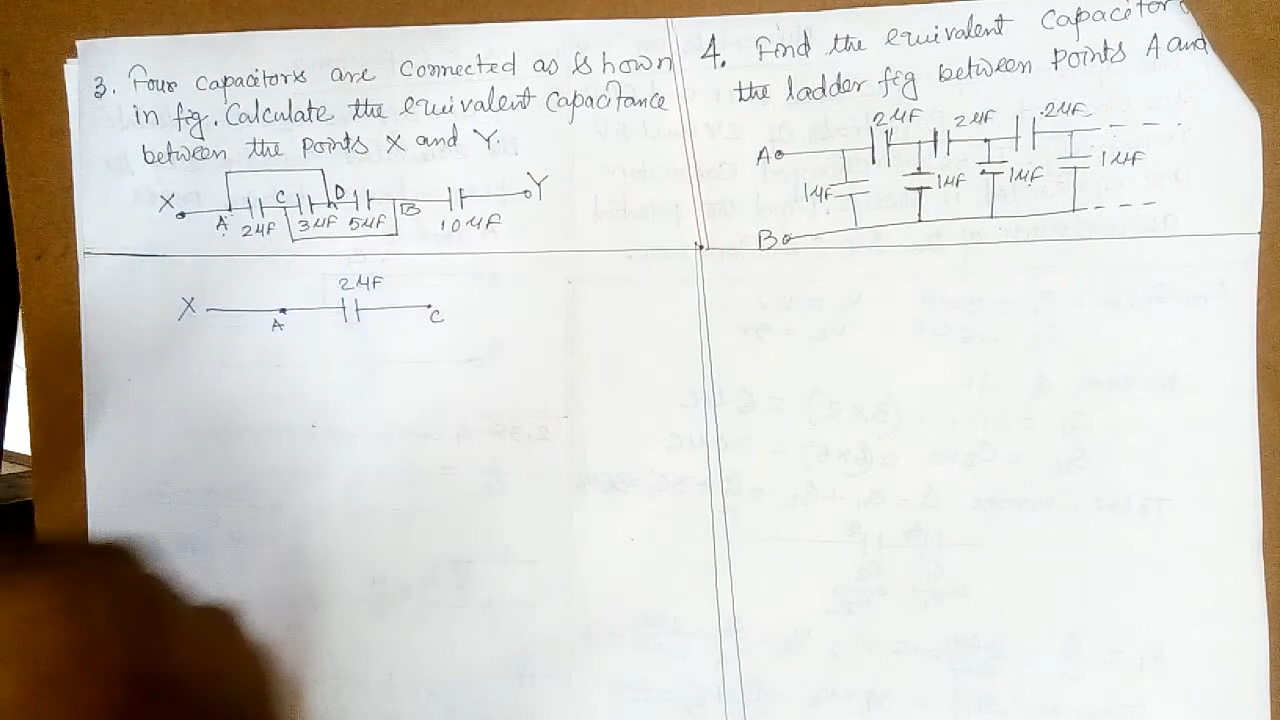 3. Four capacitors are connected as shown
in fig. Calculate the equivalent capacitance
between the points X and Y.
X A 2μF C 3μF D 5μF B 10μF Y
X A 2μF C
4. Find the equivalent capacitor
the ladder fig between points A and
2μF 2μF 2μF
A
1μF 1μF 1μF 1μF
B